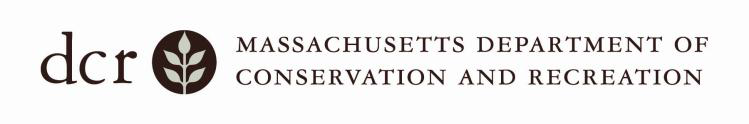 dcr
MASSACHUSETTS DEPARTMENT OF
CONSERVATION AND RECREATION